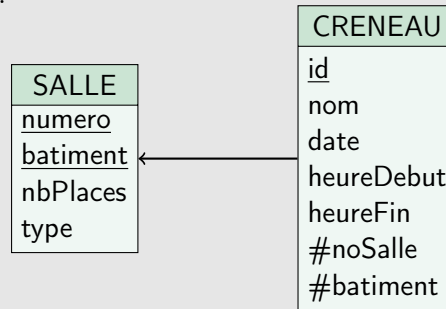 SALLE
numero
batiment
nbPlaces
type
CRENEAU
id
nom
date
heureDebut
heureFin
#noSalle
#batiment